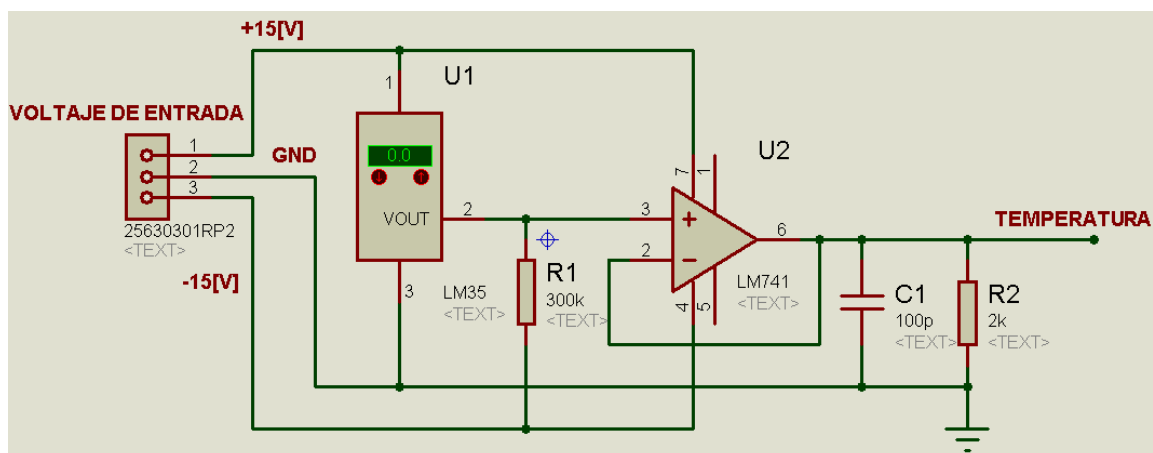 +15[V]
U1
1
VOLTAJE DE ENTRADA
1
2
3
GND
0.0
VOUT
2
3
25630301RP2
<TEXT>
-15[V]
LM35
<TEXT>
R1
300k
<TEXT>
U2
7
1
3
2
6
4
5
LM741
<TEXT>
TEMPERATURA
C1
100p
<TEXT>
R2
2k
<TEXT>